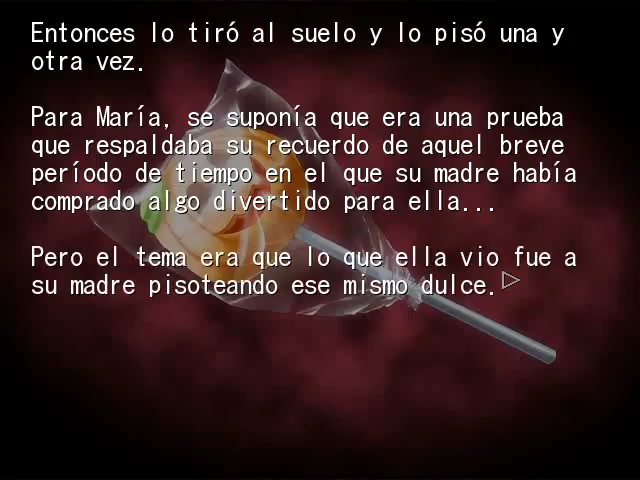 Entonces lo tiró al suelo y lo pisó una y
otra vez.
Para María, se suponía que era una prueba
que respaldaba su recuerdo de aquel breve
período de tiempo en el que su madre había
comprado algo divertido para ella...
Pero el tema era que lo que ella vio fue a
su madre pisoteando ese mismo dulce.